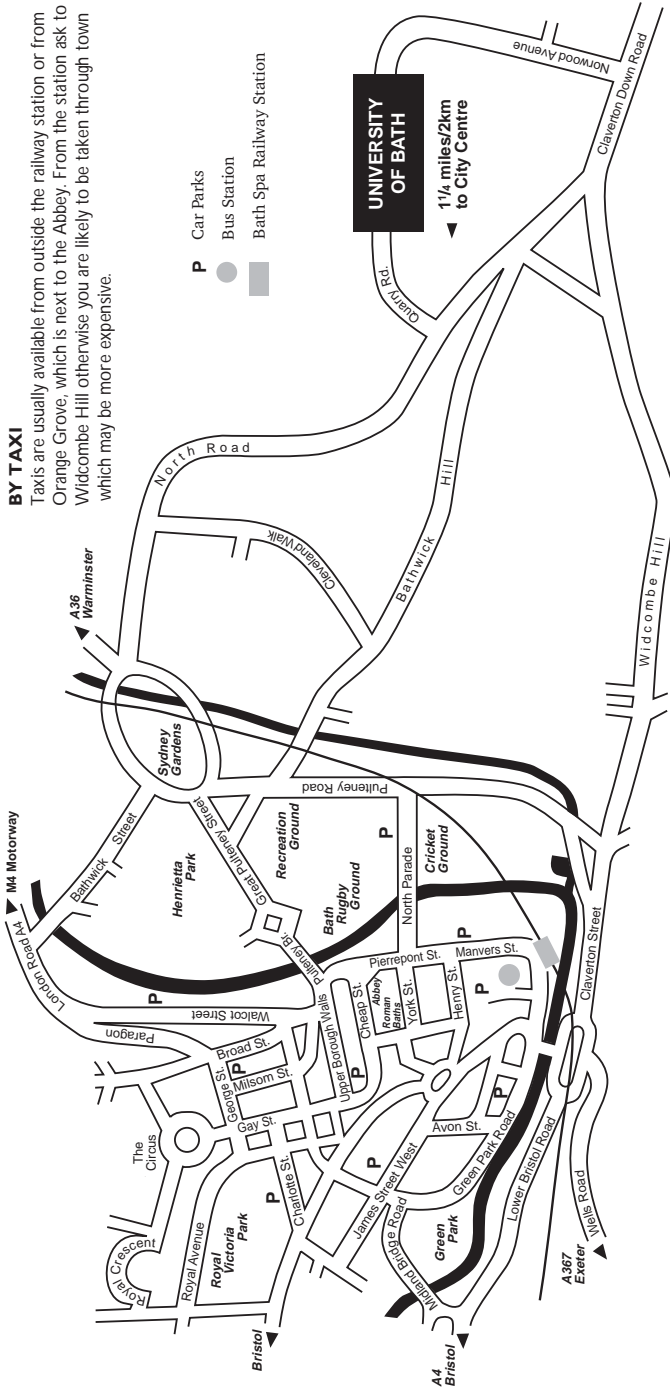 BY TAXI
Taxis are usually available from outside the railway station or from
Orange Grove, which is next to the Abbey. From the station ask to
Widcombe Hill otherwise you are likely to be taken through town
which may be more expensive.
P Car Parks
Bus Station
Bath Spa Railway Station
UNIVERSITY
OF BATH
1 1/4 miles/2km
to City Centre
Norwood Avenue
Claverton Down Road
Quarry Rd.
North Road
Cleveland Walk
Bathwick Hill
Widcombe Hill
A36
Warminster
M4 Motorway
Sydney
Gardens
London Road A4
Bathwick Street
Henrietta
Park
Great Pulteney Street
Pulteney Road
Recreation
Ground
Bath
Rugby
Ground
P
North Parade
Cricket
Ground
Pulteney Br.
P
Walcot Street
Paragon
Broad St.
P
George St.
Milsom St.
Gay St.
Upper Borough Walls
Cheap St.
P
Abbey
Roman
Baths
York St.
Pierrepont St.
P
Manvers St.
Henry St.
P
Claverton Street
The
Circus
Charlotte St.
P
P
James Street West
Avon St.
P
Green Park Road
Lower Bristol Road
Royal Crescent
Royal Avenue
Royal
Victoria
Park
Midland Bridge Road
Green
Park
Wells Road
Bristol
A4
Bristol
A367
Exeter